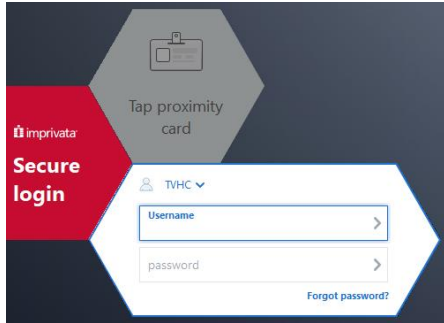 Tap proximity
card
imprivata
Secure
login
TVHC
Username
password
Forgot password?